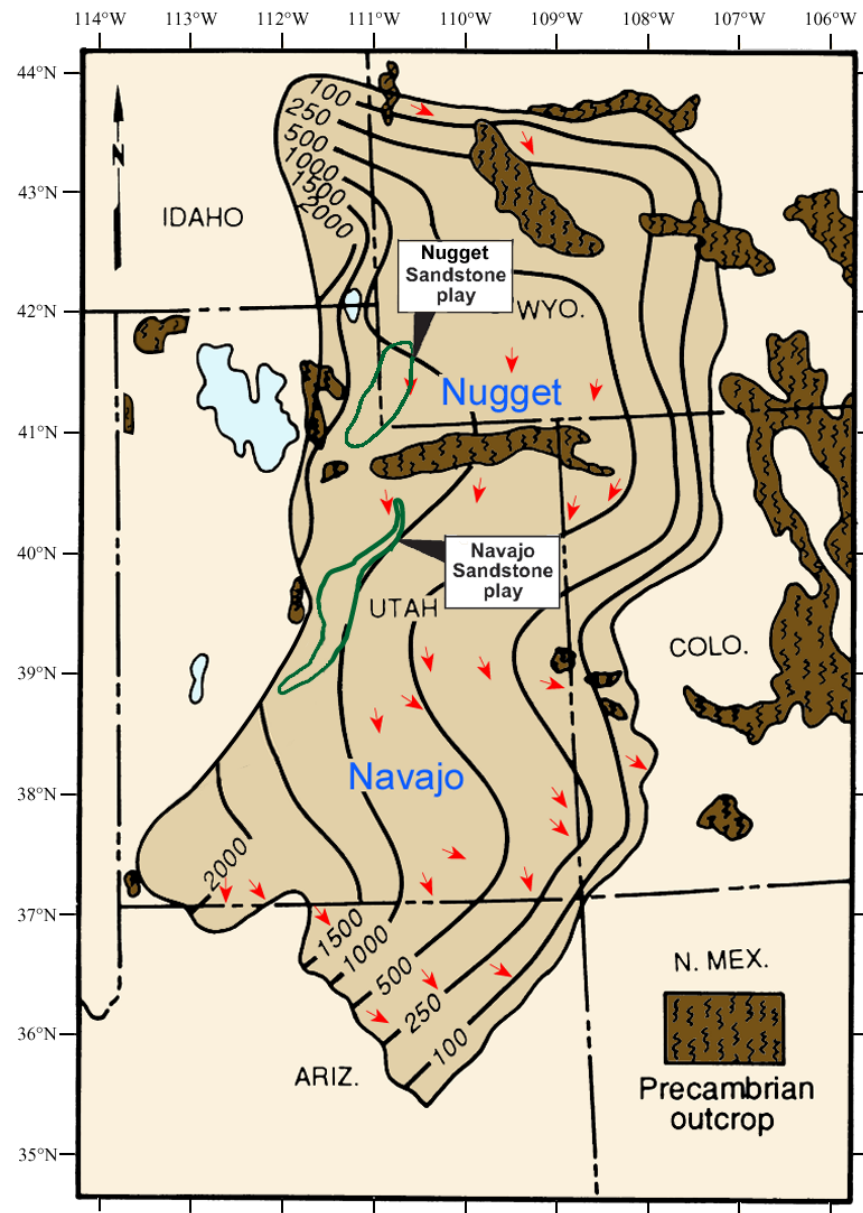 114°W 113°W 112°W 111°W 110°W 109°W 108°W 107°W 106°W
44°N
100
250
500
1000
1500
2000
N
43°N
IDAHO
Nugget
Sandstone
play
42°N
WYO.
Nugget
41°N
40°N
Navajo
Sandstone
play
UTAH
39°N
COLO.
Navajo
38°N
2000
37°N
1500
1000
500
250
100
N. MEX.
36°N
ARIZ.
Precambrian
outcrop
35°N